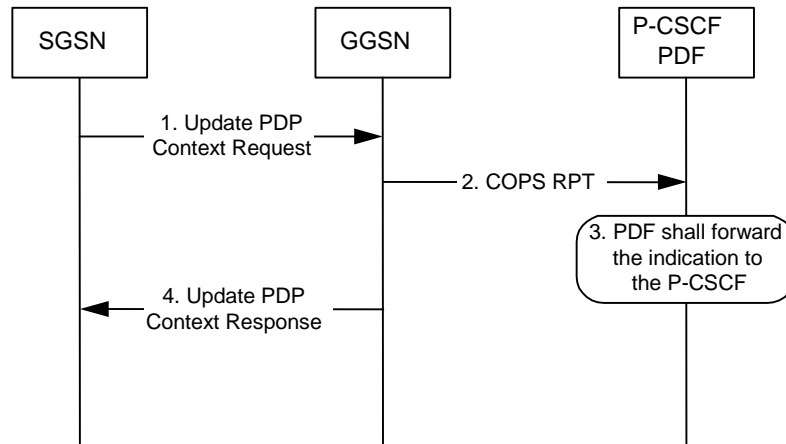 SGSN
GGSN
P-CSCF
PDF
1. Update PDP
Context Request
2. COPS RPT
3. PDF shall forward
the indication to
the P-CSCF
4. Update PDP
Context Response